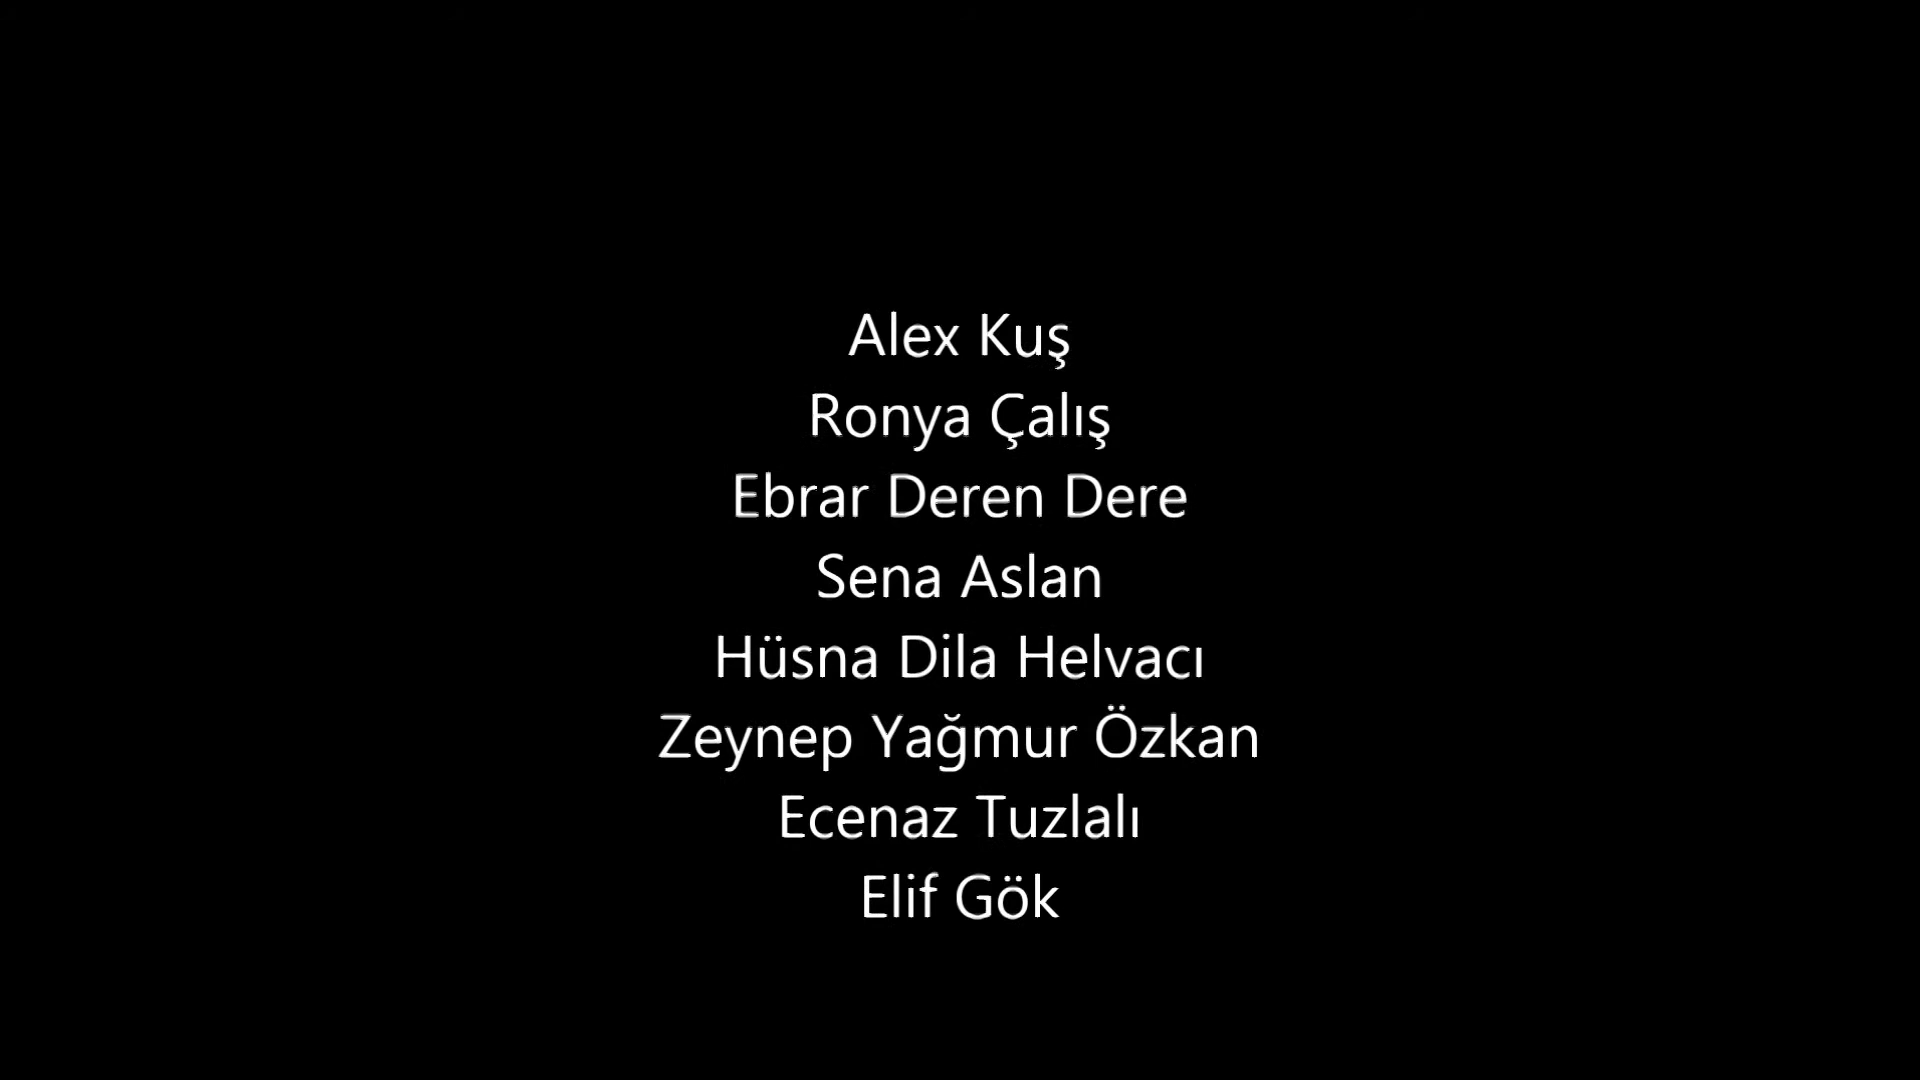 Alex Kuş
Ronya Çalış
Ebrar Deren Dere
Sena Aslan
Hüsna Dila Helvacı
Zeynep Yağmur Özkan
Ecenaz Tuzlalı
Elif Gök